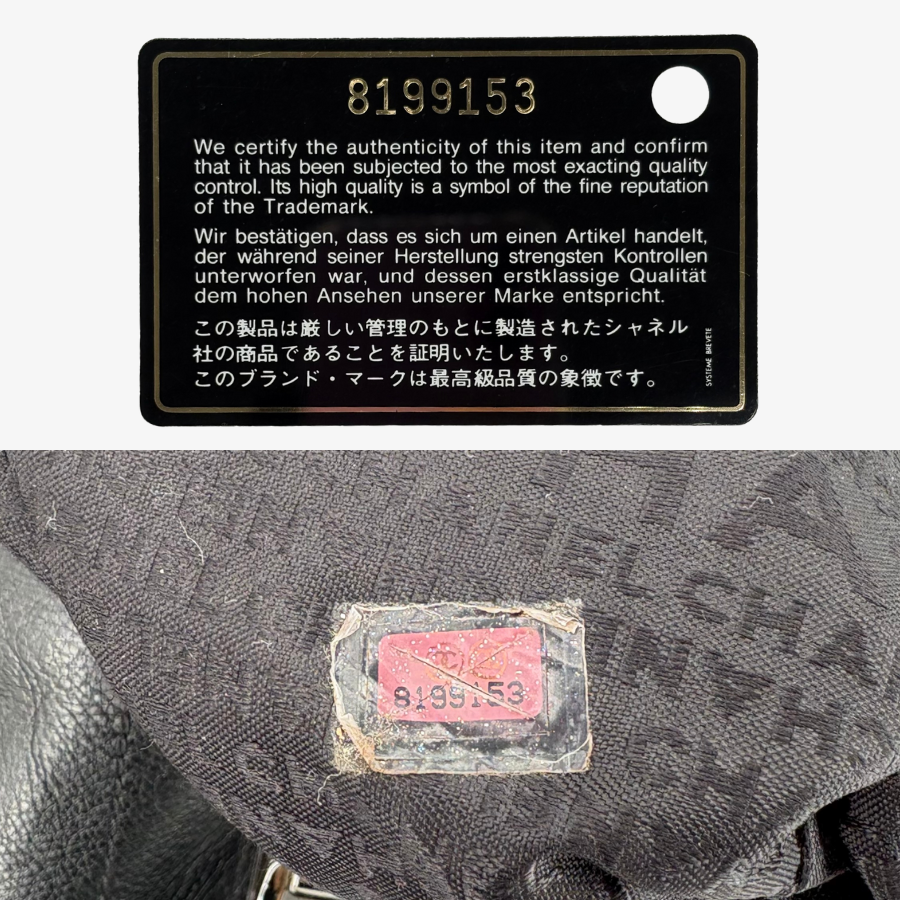 8199153
We certify the authenticity of this item and confirm
that it has been subjected to the most exacting quality
control. Its high quality is a symbol of the fine reputation
of the Trademark.
Wir bestätigen, dass es sich um einen Artikel handelt,
der während seiner Herstellung strengsten Kontrollen
unterworfen war, und dessen erstklassige Qualität
dem hohen Ansehen unserer Marke entspricht.
この製品は厳しい管理のもとに製造されたシャネル
社の商品であることを証明いたします。
このブランド・マークは最高級品質の象徴です。
SYSTEME BREVETE
8199153